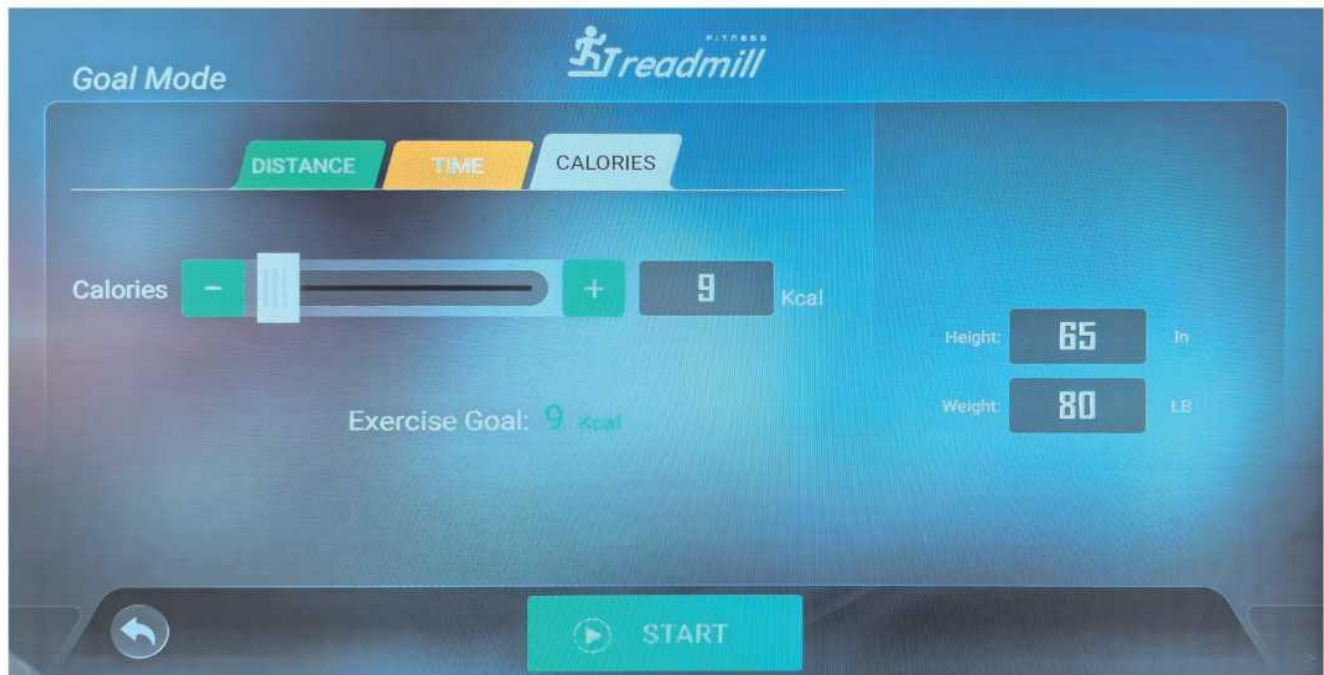 FITNESS
Treadmill
Goal Mode
DISTANCE TIME CALORIES
Calories - + 9 Kcal
Height: 65 In
Weight: 80 LB
Exercise Goal: 9 Kcal
START